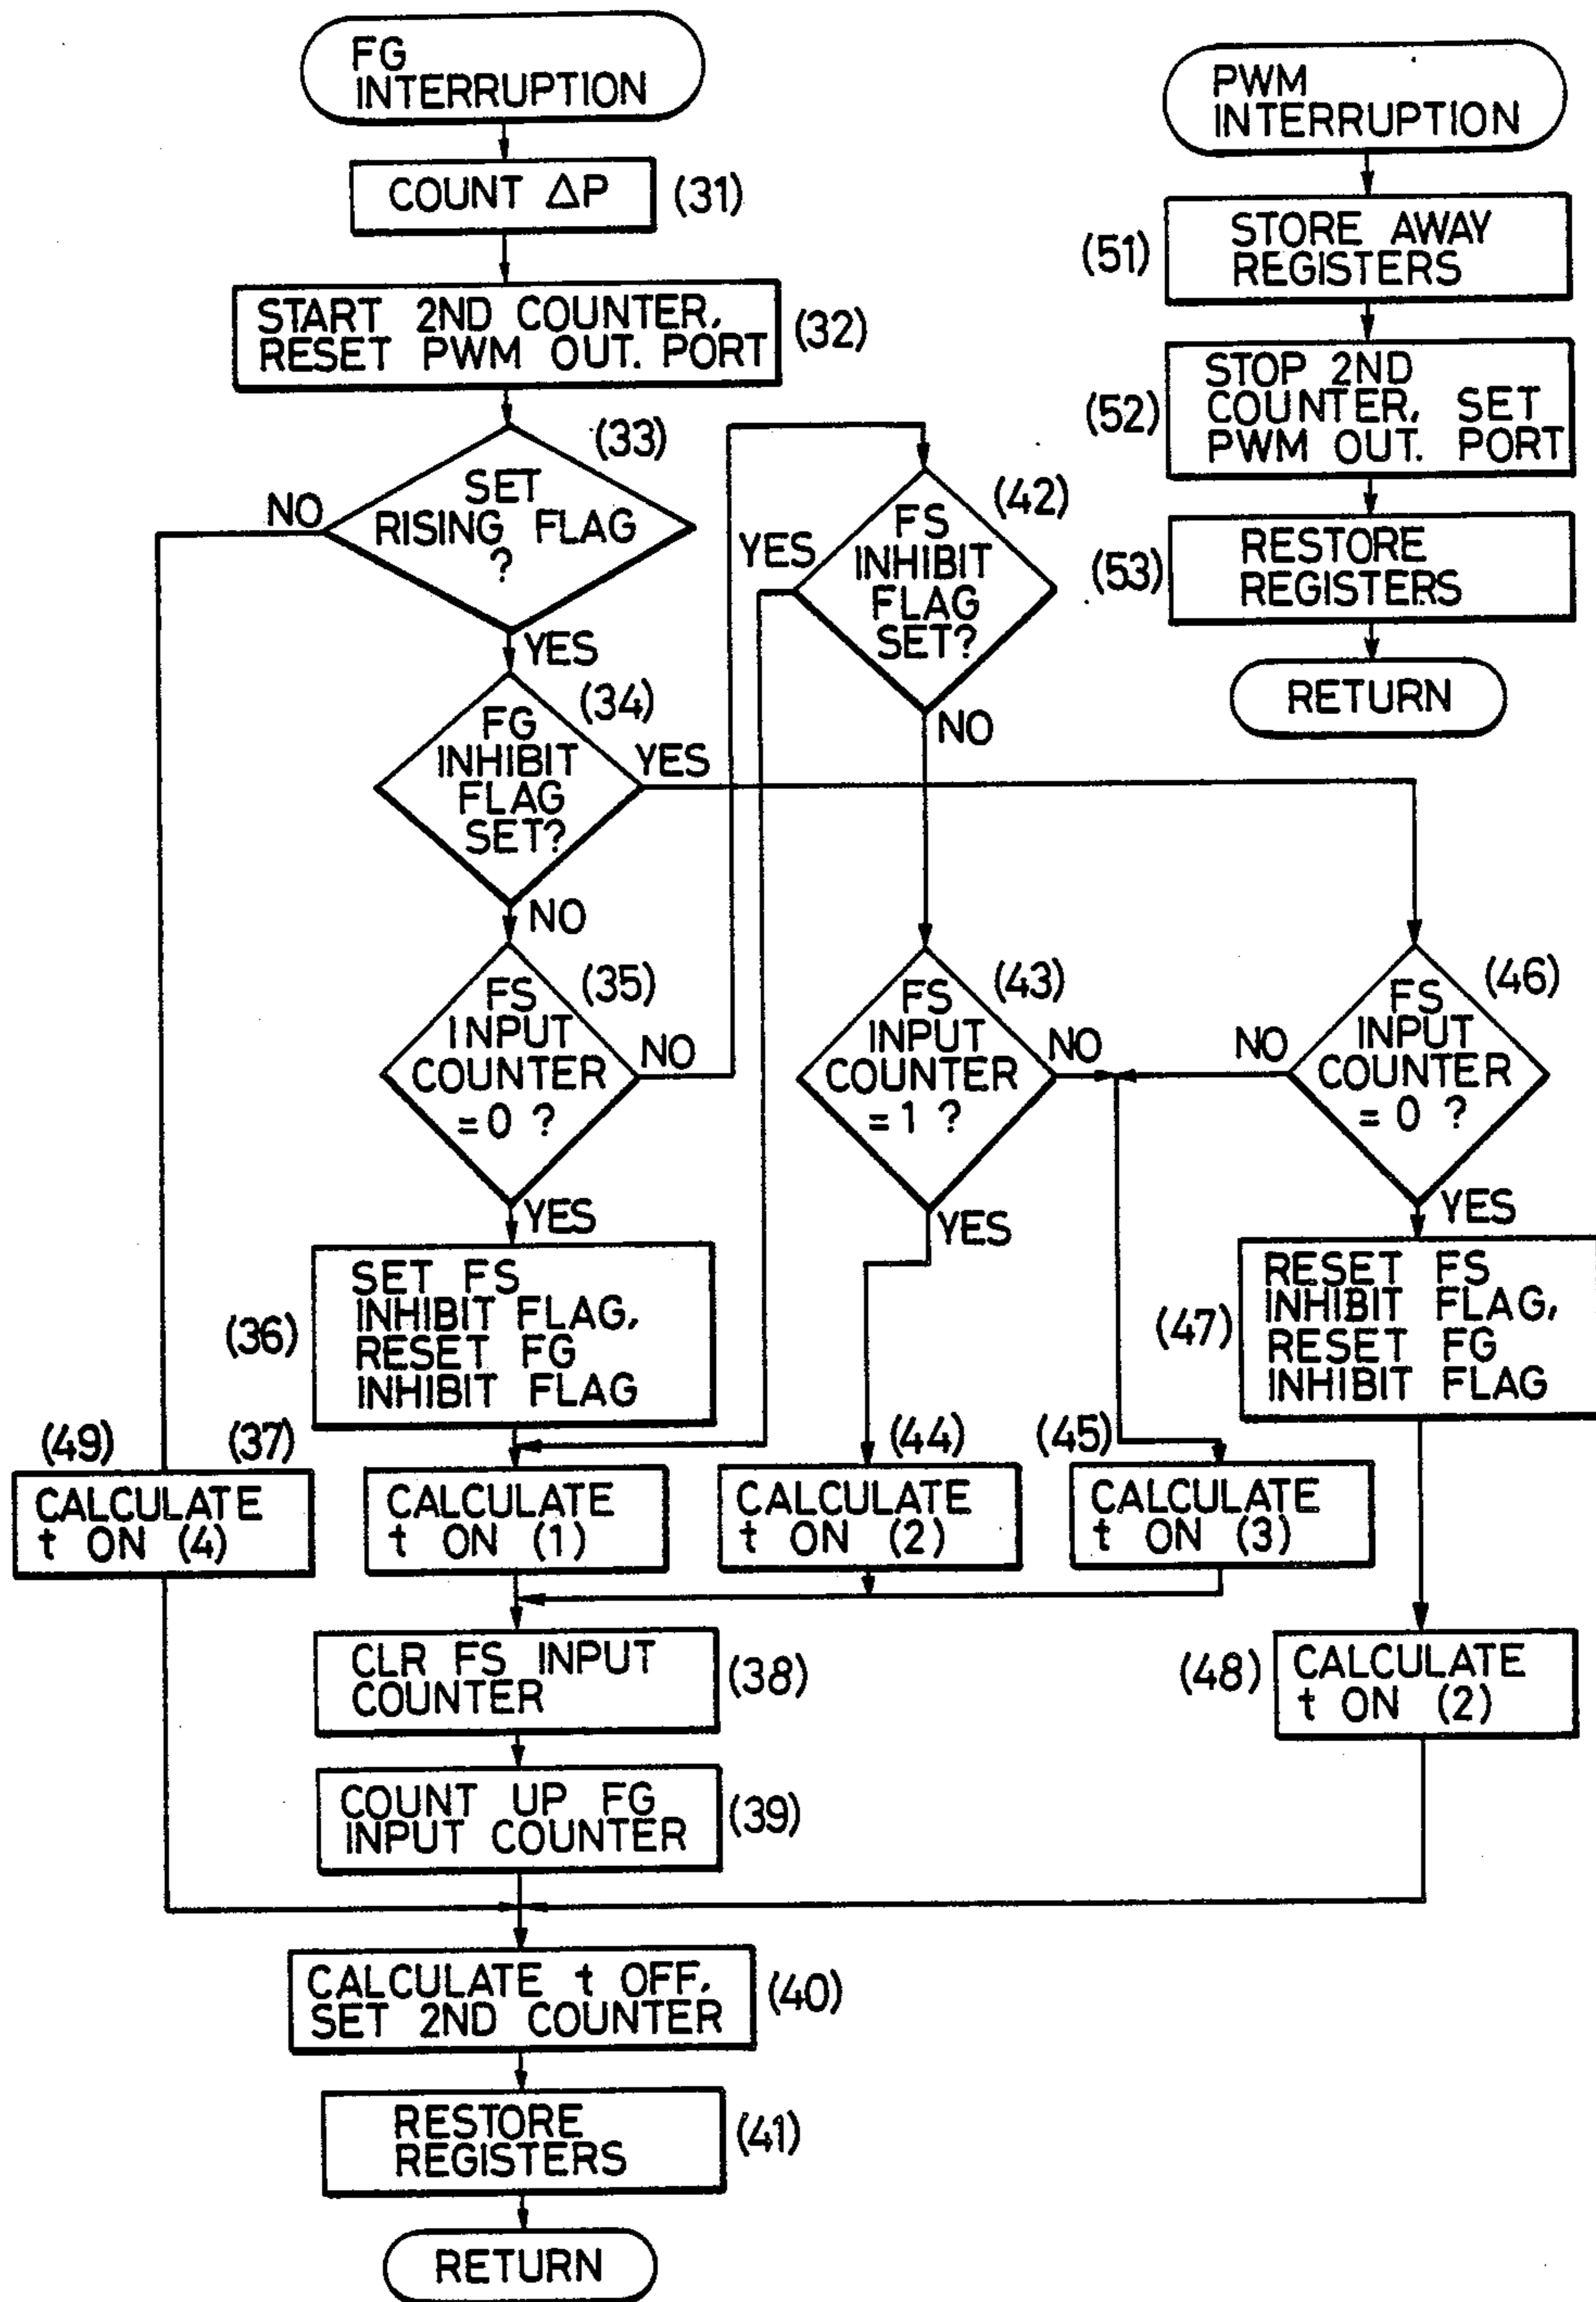 FG
INTERRUPTION
COUNT ΔP
(31)
START 2ND COUNTER,
RESET PWM OUT. PORT
(32)
(33)
SET
RISING FLAG
?
NO
YES
(34)
FG
INHIBIT
FLAG
SET?
YES
NO
(35)
FS
INPUT
COUNTER
=0 ?
NO
YES
(36)
SET FS
INHIBIT FLAG,
RESET FG
INHIBIT FLAG
(49)
CALCULATE
t ON (4)
(37)
CALCULATE
t ON (1)
(38)
CLR FS INPUT
COUNTER
(39)
COUNT UP FG
INPUT COUNTER
CALCULATE t OFF,
SET 2ND COUNTER
(40)
RESTORE
REGISTERS
(41)
RETURN
(42)
FS
INHIBIT
FLAG
SET?
YES
NO
(43)
FS
INPUT
COUNTER
=1 ?
NO
YES
(44)
CALCULATE
t ON (2)
(45)
CALCULATE
t ON (3)
(46)
FS
INPUT
COUNTER
= 0 ?
NO
YES
(47)
RESET FS
INHIBIT FLAG,
RESET FG
INHIBIT FLAG
(48)
CALCULATE
t ON (2)
PWM
INTERRUPTION
(51)
STORE AWAY
REGISTERS
(52)
STOP 2ND
COUNTER, SET
PWM OUT. PORT
(53)
RESTORE
REGISTERS
RETURN